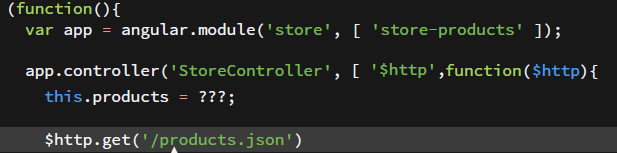 (function(){
var app = angular.module('store', [ 'store-products' ]);
app.controller('StoreController', [ '$http',function($http){
this.products = ???;
$http.get('/products.json')